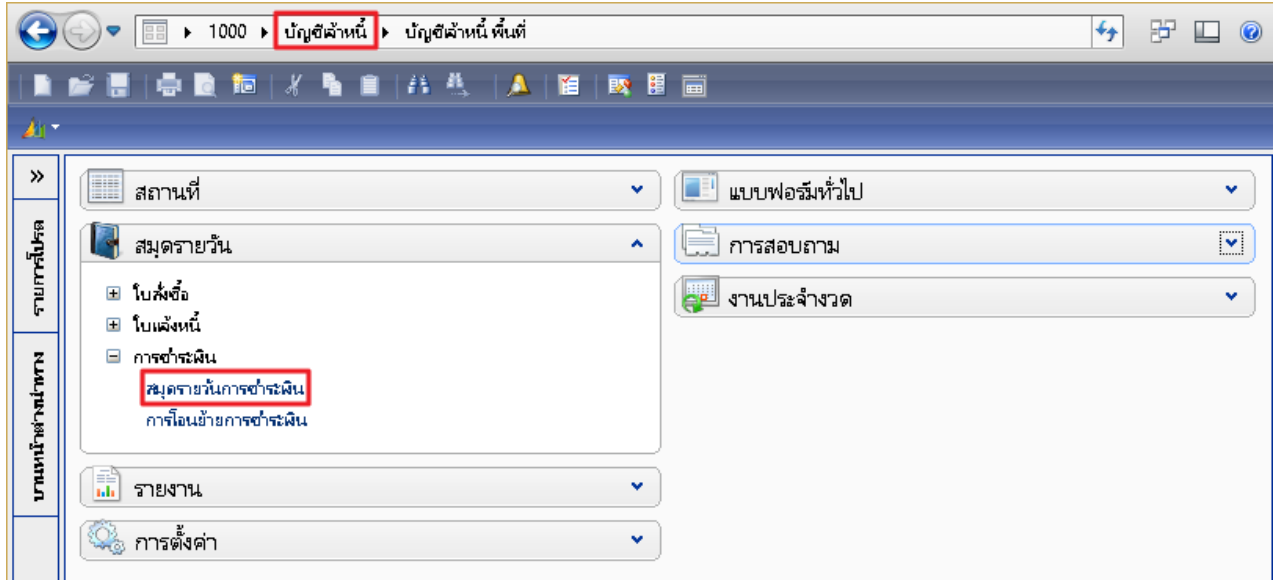 1000 บัญชีเจ้าหนี้ บัญชีเจ้าหนี้ พื้นที่
รายการโปรด
บานหน้าต่างนำทาง
สถานที่
สมุดรายวัน
ใบสั่งซื้อ
ใบแจ้งหนี้
การชำระเงิน
สมุดรายวันการชำระเงิน
การโอนย้ายการชำระเงิน
รายงาน
การตั้งค่า
แบบฟอร์มทั่วไป
การสอบถาม
งานประจำงวด